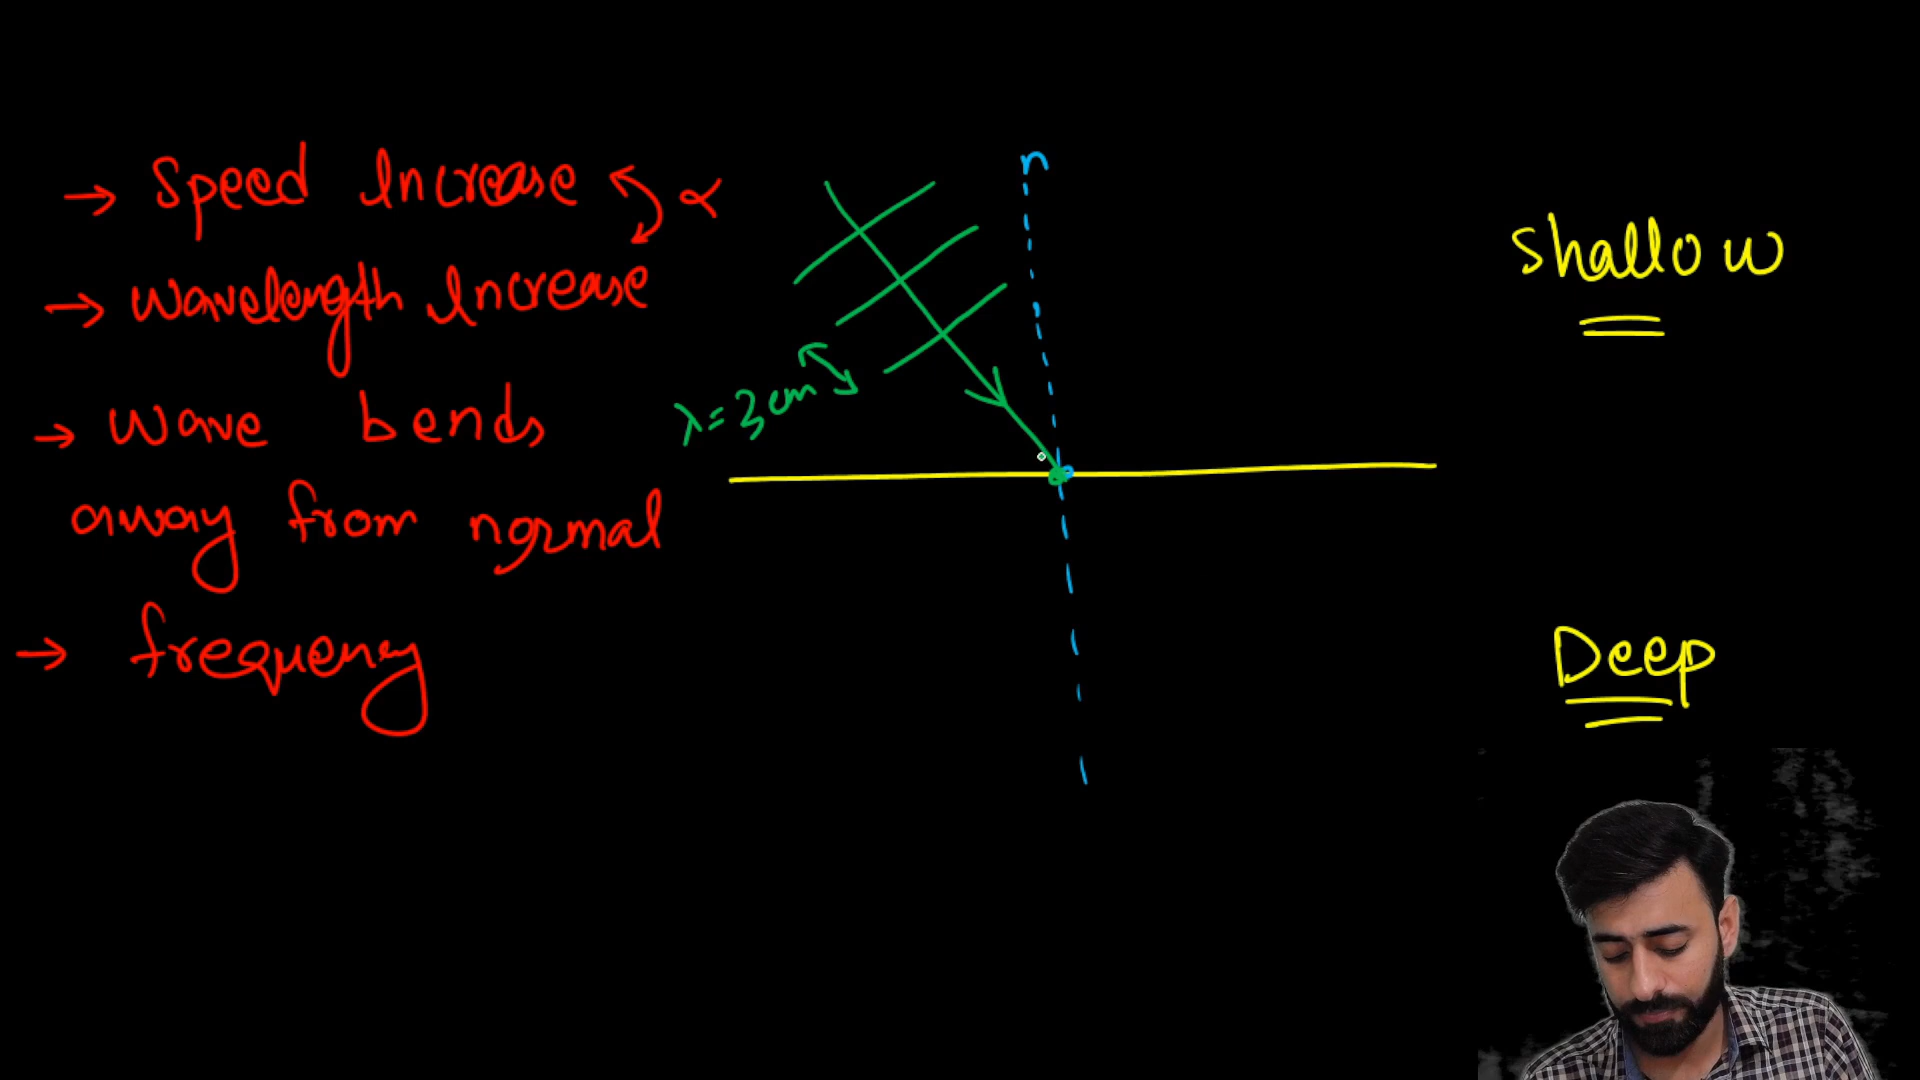 → Speed Increase ∝
→ Wavelength Increase
→ Wave bends
away from normal
→ frequency
n
λ = 3cm
Shallow
Deep